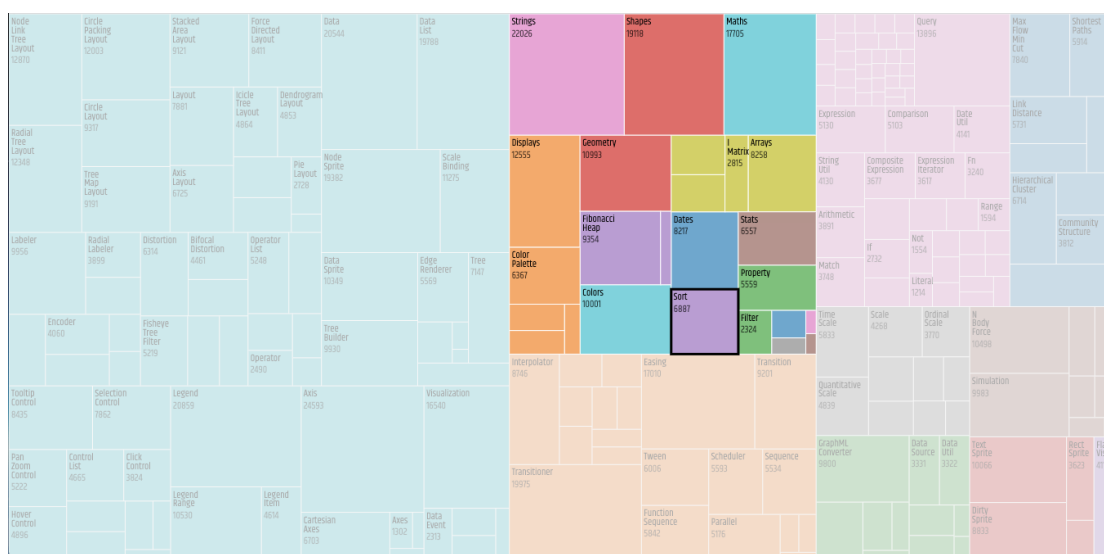 Node
Link
Tree
Layout
12870
Circle
Packing
Layout
12003
Stacked
Area
Layout
9121
Force
Directed
Layout
8411
Data
20544
Data
List
19788
Circle
Layout
9317
Layout
7881
Icicle
Tree
Layout
4864
Dendrogram
Layout
4853
Radial
Tree
Layout
12348
Tree
Map
Layout
9191
Axis
Layout
6725
Pie
Layout
2728
Node
Sprite
19382
Scale
Binding
11275
Labeler
9956
Radial
Labeler
3899
Distortion
6314
Bifocal
Distortion
4461
Operator
List
5248
Data
Sprite
10349
Edge
Renderer
5569
Tree
7147
Encoder
4060
Fisheye
Tree
Filter
5219
Operator
2490
Tree
Builder
9930
Tooltip
Control
8435
Selection
Control
7862
Legend
20859
Axis
24593
Visualization
16540
Pan
Zoom
Control
5222
Control
List
4665
Click
Control
3824
Hover
Control
4896
Legend
Range
10530
Legend
Item
4614
Cartesian
Axes
6703
Axes
1302
Data
Event
2313
Strings
22026
Shapes
19118
Maths
17705
Displays
12555
Geometry
10993
I
Matrix
2815
Arrays
8258
Fibonacci
Heap
9354
Dates
8217
Stats
6557
Color
Palette
6367
Colors
10001
Sort
6887
Property
5559
Filter
2324
Interpolator
8746
Easing
17010
Transition
9201
Transitioner
19975
Tween
6006
Scheduler
5593
Sequence
5534
Function
Sequence
5842
Parallel
5176
Query
13896
Expression
5130
Comparison
5103
Date
Util
4141
String
Util
4130
Composite
Expression
3677
Expression
Iterator
3617
Fn
3240
Arithmetic
3891
If
2732
Not
1554
Range
1594
Match
3748
Literal
1214
Max
Flow
Min
Cut
7840
Shortest
Paths
5914
Link
Distance
5731
Hierarchical
Cluster
6714
Community
Structure
3812
Time
Scale
5833
Scale
4268
Ordinal
Scale
3770
Quantitative
Scale
4839
N
Body
Force
10498
Simulation
9983
GraphML
Converter
9800
Data
Source
3331
Data
Util
3322
Text
Sprite
10066
Rect
Sprite
3623
Dirty
Sprite
8833